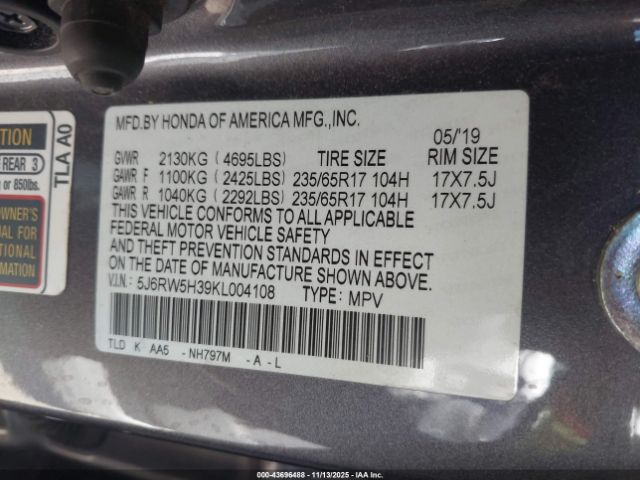 MFD.BY HONDA OF AMERICA MFG.,INC.
05/'19
GVWR 2130KG ( 4695LBS) TIRE SIZE RIM SIZE
GAWR F 1100KG ( 2425LBS) 235/65R17 104H 17X7.5J
GAWR R 1040KG ( 2292LBS) 235/65R17 104H 17X7.5J
THIS VEHICLE CONFORMS TO ALL APPLICABLE
FEDERAL MOTOR VEHICLE SAFETY
AND THEFT PREVENTION STANDARDS IN EFFECT
ON THE DATE OF MANUFACTURE SHOWN ABOVE.
V.I.N.: 5J6RW5H39KL004108 TYPE: MPV
TLD K AA5 -NH797M -A-L
TION
REAR 3
g or 850lbs.
OWNER'S
UAL FOR
TIONAL
RMATION
TLA A0
000-43696488 - 11/13/2025 - IAA Inc.